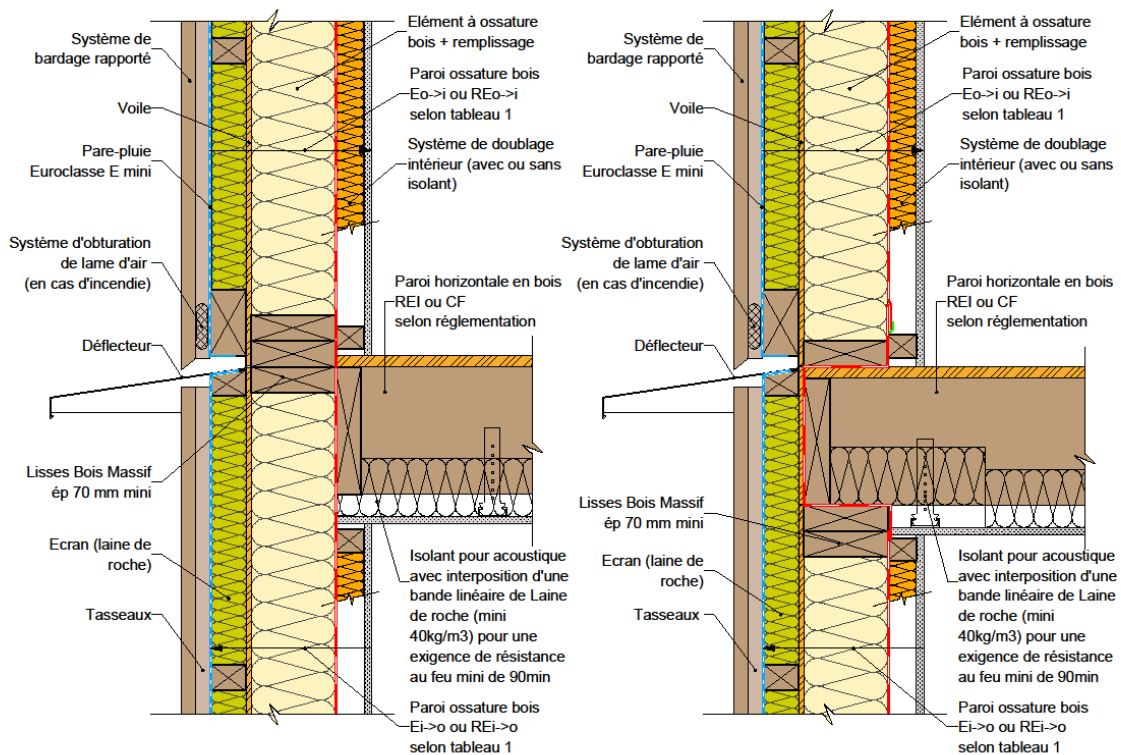 Système de
bardage rapporté
Voile
Pare-pluie
Euroclasse E mini
Système d'obturation
de lame d'air
(en cas d'incendie)
Déflecteur
Lisses Bois Massif
ép 70 mm mini
Ecran (laine de
roche)
Tasseaux
Elément à ossature
bois + remplissage
Paroi ossature bois
Eo->i ou REo->i
selon tableau 1
Système de doublage
intérieur (avec ou sans
isolant)
Paroi horizontale en bois
REI ou CF
selon réglementation
Isolant pour acoustique
avec interposition d'une
bande linéaire de Laine
de roche (mini
40kg/m3) pour une
exigence de résistance
au feu mini de 90min
Paroi ossature bois
Ei->o ou REi->o
selon tableau 1
Système de
bardage rapporté
Voile
Pare-pluie
Euroclasse E mini
Système d'obturation
de lame d'air
(en cas d'incendie)
Déflecteur
Lisses Bois Massif
ép 70 mm mini
Ecran (laine de
roche)
Tasseaux
Elément à ossature
bois + remplissage
Paroi ossature bois
Eo->i ou REo->i
selon tableau 1
Système de doublage
intérieur (avec ou sans
isolant)
Paroi horizontale en bois
REI ou CF
selon réglementation
Isolant pour acoustique
avec interposition d'une
bande linéaire de Laine
de roche (mini
40kg/m3) pour une
exigence de résistance
au feu mini de 90min
Paroi ossature bois
Ei->o ou REi->o
selon tableau 1